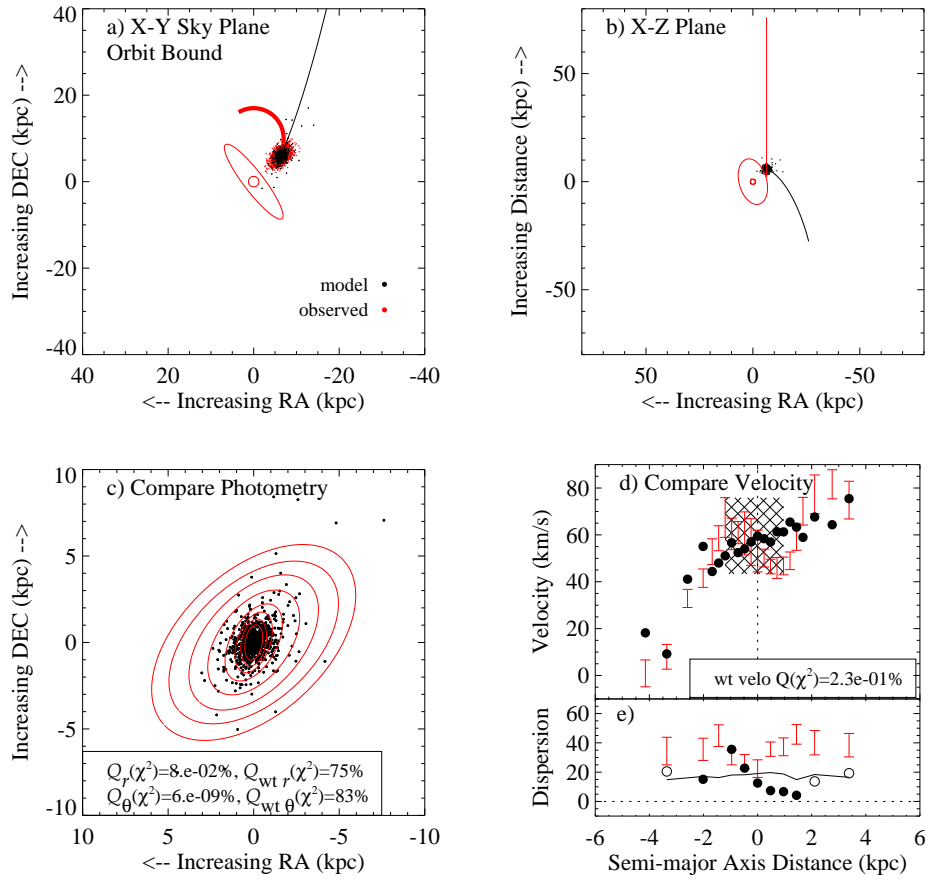 a) X-Y Sky Plane
Orbit Bound
model
observed
40
20
0
-20
-40
40
20
0
-20
-40
Increasing DEC (kpc) -->
<-- Increasing RA (kpc)
b) X-Z Plane
50
0
-50
50
0
-50
Increasing Distance (kpc) -->
<-- Increasing RA (kpc)
c) Compare Photometry
10
5
0
-5
-10
10
5
0
-5
-10
Increasing DEC (kpc) -->
Qr(χ²)=8.e-02%, Qwt r(χ²)=75%
Qθ(χ²)=6.e-09%, Qwt θ(χ²)=83%
<-- Increasing RA (kpc)
d) Compare Velocity
80
60
40
20
0
Velocity (km/s)
wt velo Q(χ²)=2.3e-01%
e)
60
40
20
0
Dispersion
-6
-4
-2
0
2
4
6
Semi-major Axis Distance (kpc)